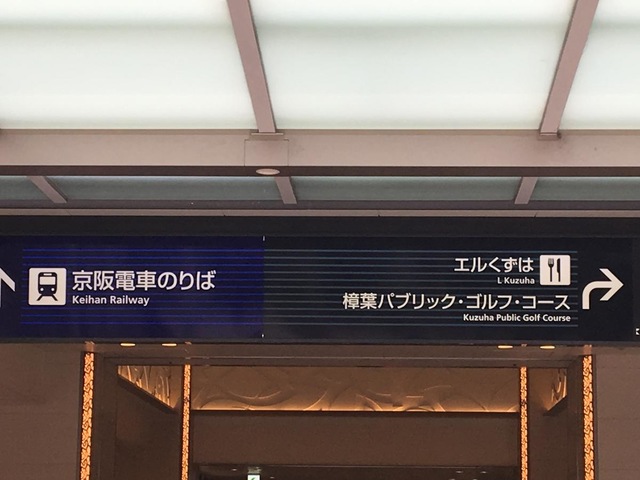 京阪電車のりば
Keihan Railway
エルくずは
L Kuzuha
樟葉パブリック・ゴルフ・コース
Kuzuha Public Golf Course